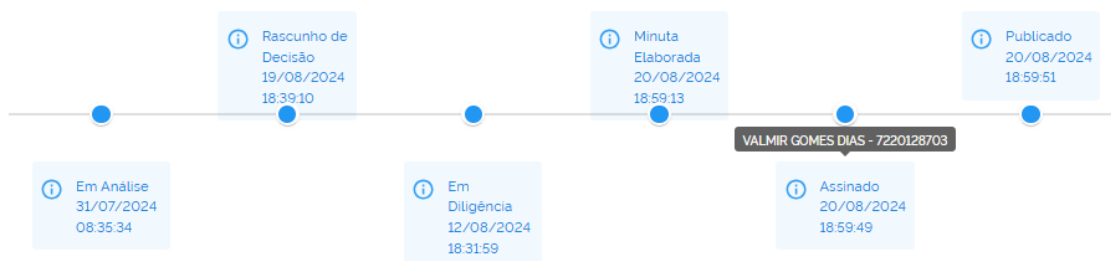 Em Análise
31/07/2024
08:35:34
Rascunho de
Decisão
19/08/2024
18:39:10
Em
Diligência
12/08/2024
18:31:59
Minuta
Elaborada
20/08/2024
18:59:13
VALMIR GOMES DIAS - 7220128703
Assinado
20/08/2024
18:59:49
Publicado
20/08/2024
18:59:51